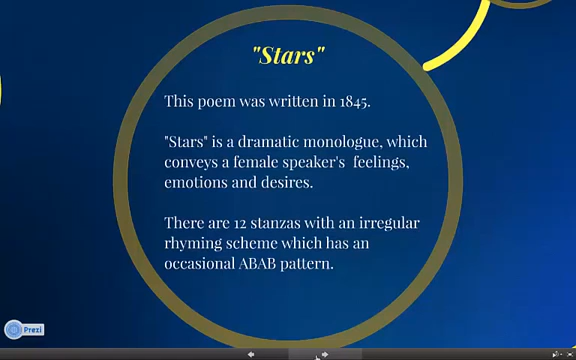 "Stars"
This poem was written in 1845.
"Stars" is a dramatic monologue, which
conveys a female speaker's feelings,
emotions and desires.
There are 12 stanzas with an irregular
rhyming scheme which has an
occasional ABAB pattern.
Prezi